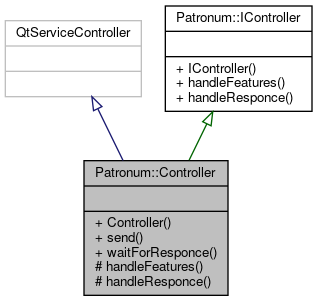 QtServiceController
Patronum::IController
+ IController()
+ handleFeatures()
+ handleResponce()
Patronum::Controller
+ Controller()
+ send()
+ waitForResponce()
# handleFeatures()
# handleResponce()